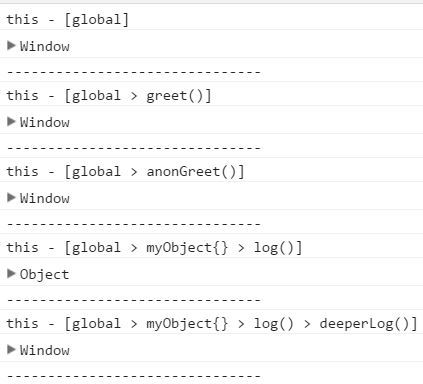 this - [global]
Window
-------------------------------
this - [global > greet()]
Window
-------------------------------
this - [global > anonGreet()]
Window
-------------------------------
this - [global > myObject{} > log()]
Object
-------------------------------
this - [global > myObject{} > log() > deeperLog()]
Window
-------------------------------